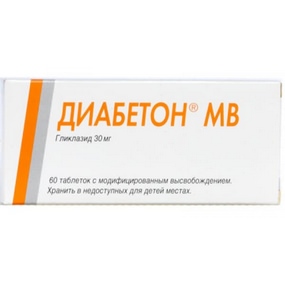 ДИАБЕТОН® МВ
Гликлазид 30 мг
60 таблеток с модифицированным высвобождением.
Хранить в недоступных для детей местах.